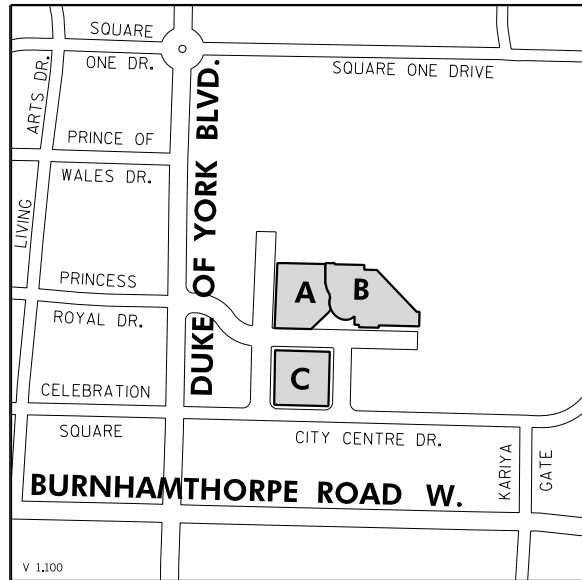 SQUARE
ONE DR.
SQUARE ONE DRIVE
ARTS DR.
DUKE OF YORK BLVD.
PRINCE OF
WALES DR.
LIVING
PRINCESS
ROYAL DR.
A
B
C
CELEBRATION
SQUARE
CITY CENTRE DR.
KARIYA
GATE
BURNHAMTHORPE ROAD W.
V 1.100